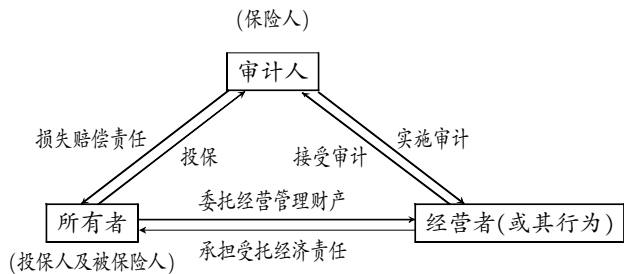 (保险人)
审计人
损失赔偿责任
投保
接受审计
实施审计
委托经营管理财产
所有者
经营者(或其行为)
承担受托经济责任
(投保人及被保险人)